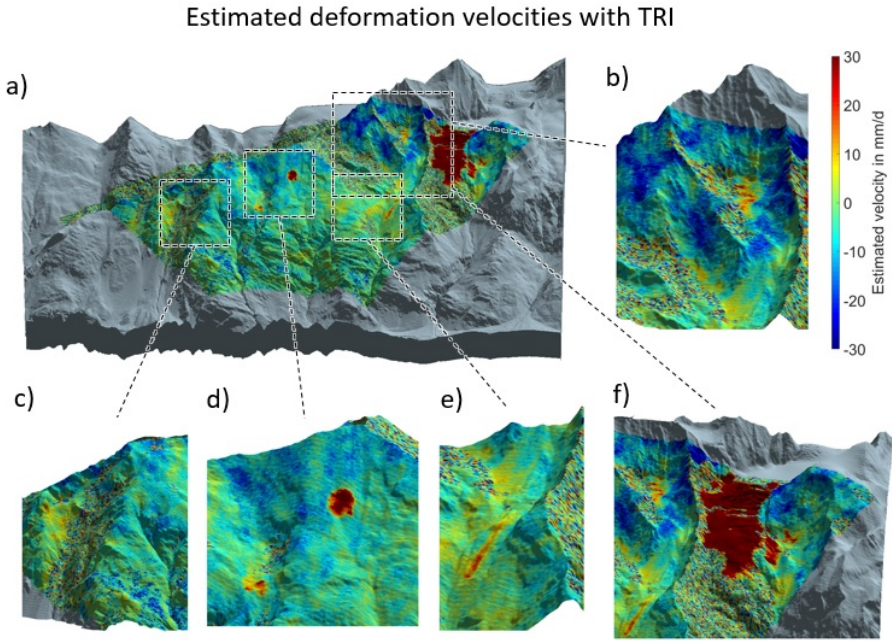 Estimated deformation velocities with TRI
a)
b)
30
20
10
0
-10
-20
-30
Estimated velocity in mm/d
c)
d)
e)
f)